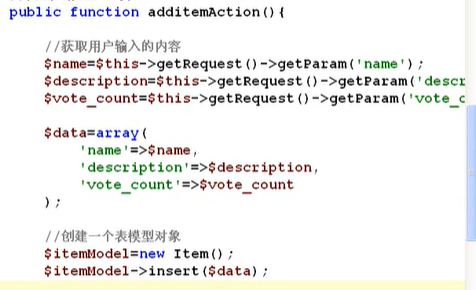 public function additemAction(){
//获取用户输入的内容
$name=$this->getRequest()->getParam('name');
$description=$this->getRequest()->getParam('descr
$vote_count=$this->getRequest()->getParam('vote_c
$data=array(
'name'=>$name,
'description'=>$description,
'vote_count'=>$vote_count
);
//创建一个表模型对象
$itemModel=new Item();
$itemModel->insert($data);